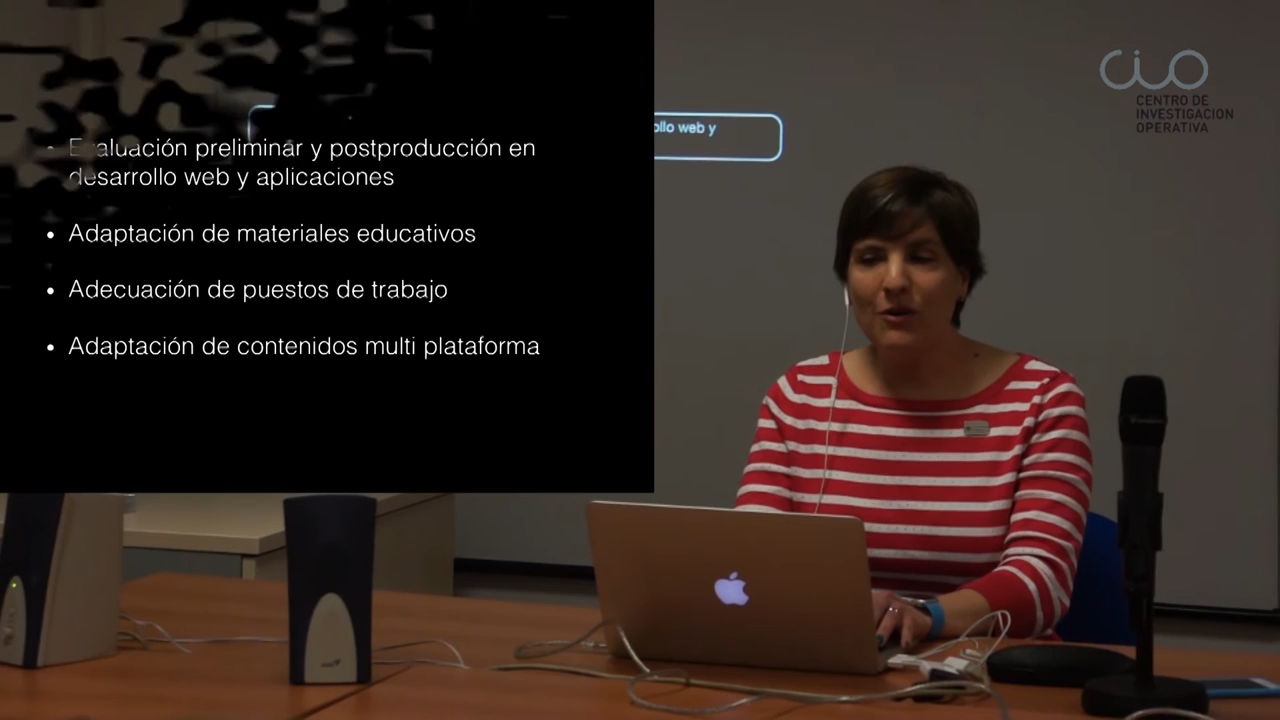 CENTRO DE
INVESTIGACION
OPERATIVA
web y
• Evaluación preliminar y postproducción en
desarrollo web y aplicaciones
• Adaptación de materiales educativos
• Adecuación de puestos de trabajo
• Adaptación de contenidos multi plataforma